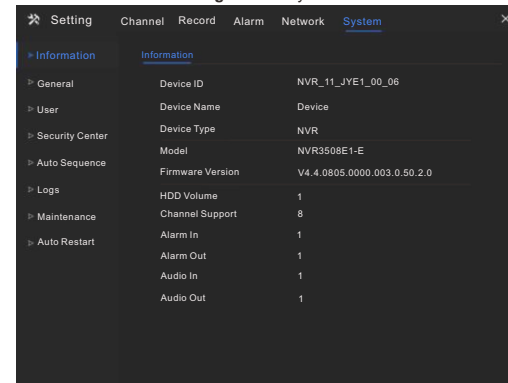 Setting Channel Record Alarm Network System
Information
General
User
Security Center
Auto Sequence
Logs
Maintenance
Auto Restart
Information
Device ID NVR_11_JYE1_00_06
Device Name Device
Device Type NVR
Model NVR3508E1-E
Firmware Version V4.4.0805.0000.003.0.50.2.0
HDD Volume 1
Channel Support 8
Alarm In 1
Alarm Out 1
Audio In 1
Audio Out 1